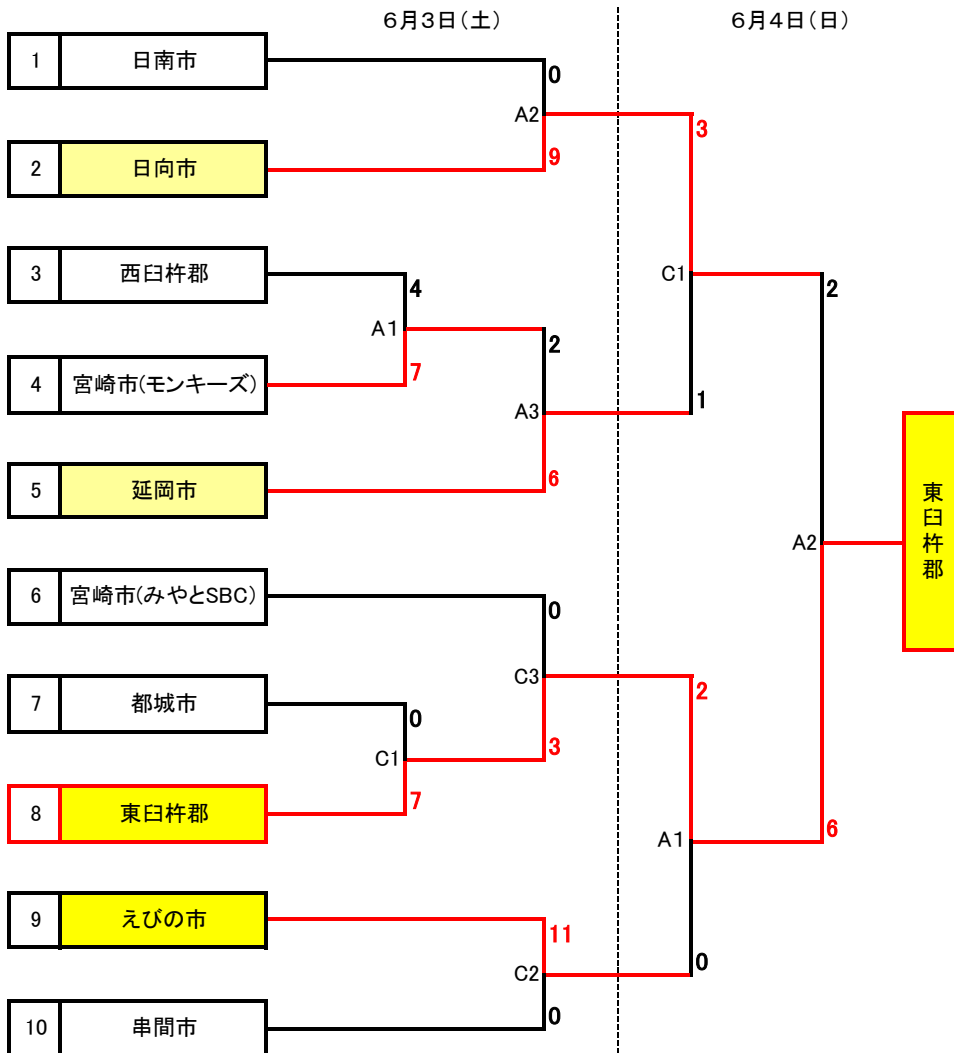 6月3日(土)
6月4日(日)
1 日南市
0
A2
3
9
2 日向市
3 西臼杵郡
4
C1
2
A1
2
7
4 宮崎市(モンキーズ)
1
A3
6
5 延岡市
東臼杵郡
A2
6 宮崎市(みやとSBC)
0
C3
2
7 都城市
0
3
C1
7
8 東臼杵郡
6
A1
9 えびの市
11
0
C2
0
10 串間市